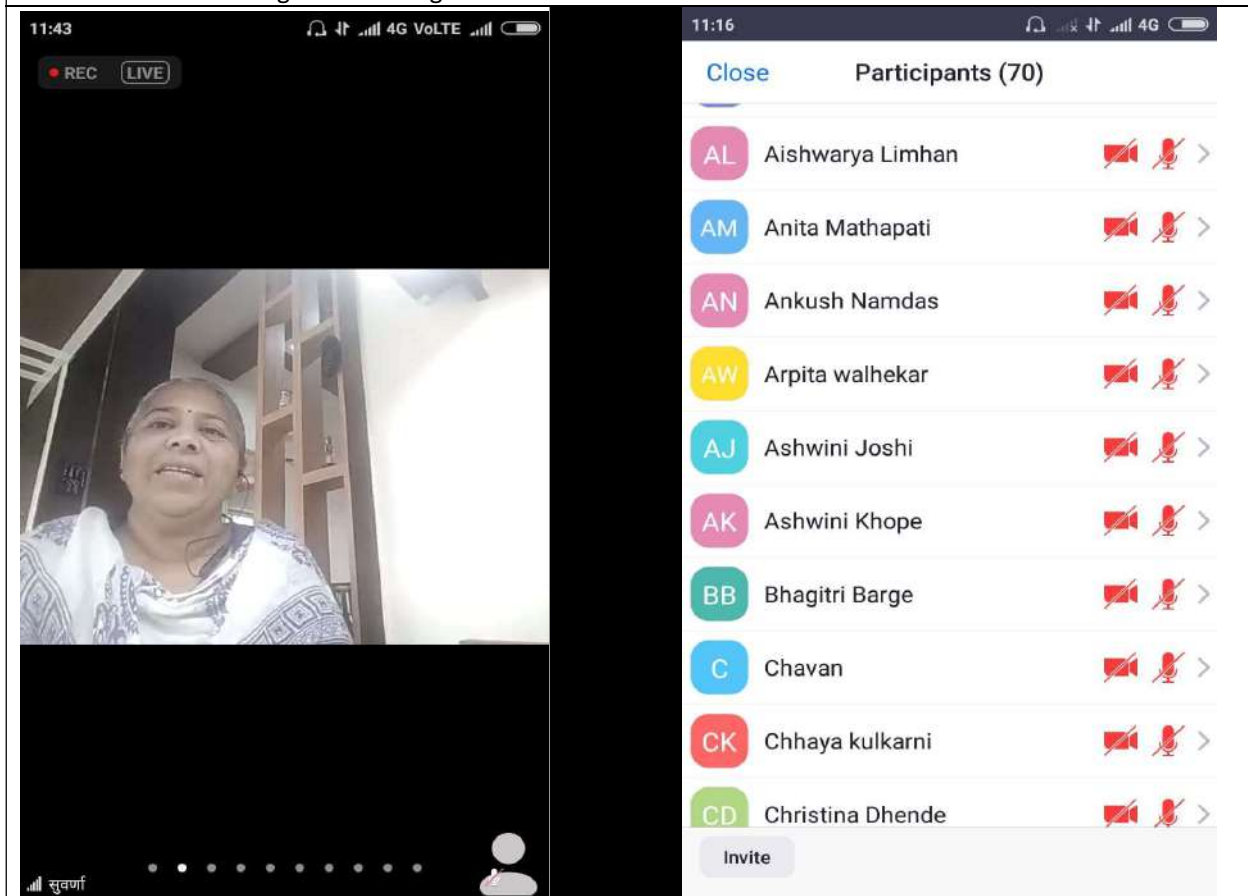 11:43
4G VoLTE
REC LIVE
सुवर्णा
11:16
4G
Close Participants (70)
AL Aishwarya Limhan
AM Anita Mathapati
AN Ankush Namdas
AW Arpita walhekar
AJ Ashwini Joshi
AK Ashwini Khope
BB Bhagitri Barge
C Chavan
CK Chhaya kulkarni
CD Christina Dhende
Invite